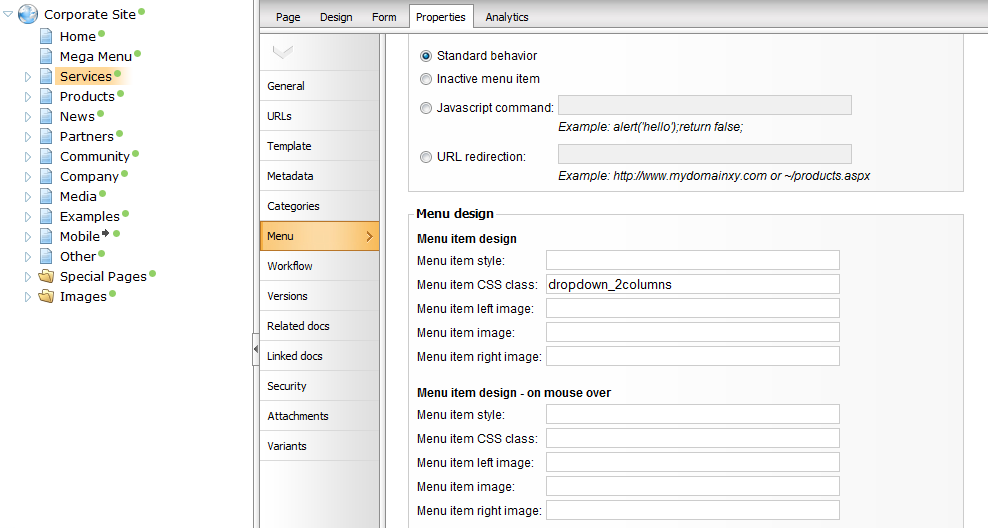 Corporate Site
Home
Mega Menu
Services
Products
News
Partners
Community
Company
Media
Examples
Mobile
Other
Special Pages
Images
Page Design Form Properties Analytics
General
URLs
Template
Metadata
Categories
Menu
Workflow
Versions
Related docs
Linked docs
Security
Attachments
Variants
Standard behavior
Inactive menu item
Javascript command:
Example: alert('hello');return false;
URL redirection:
Example: http://www.mydomainxy.com or ~/products.aspx
Menu design
Menu item design
Menu item style:
Menu item CSS class: dropdown_2columns
Menu item left image:
Menu item image:
Menu item right image:
Menu item design - on mouse over
Menu item style:
Menu item CSS class:
Menu item left image:
Menu item image:
Menu item right image: